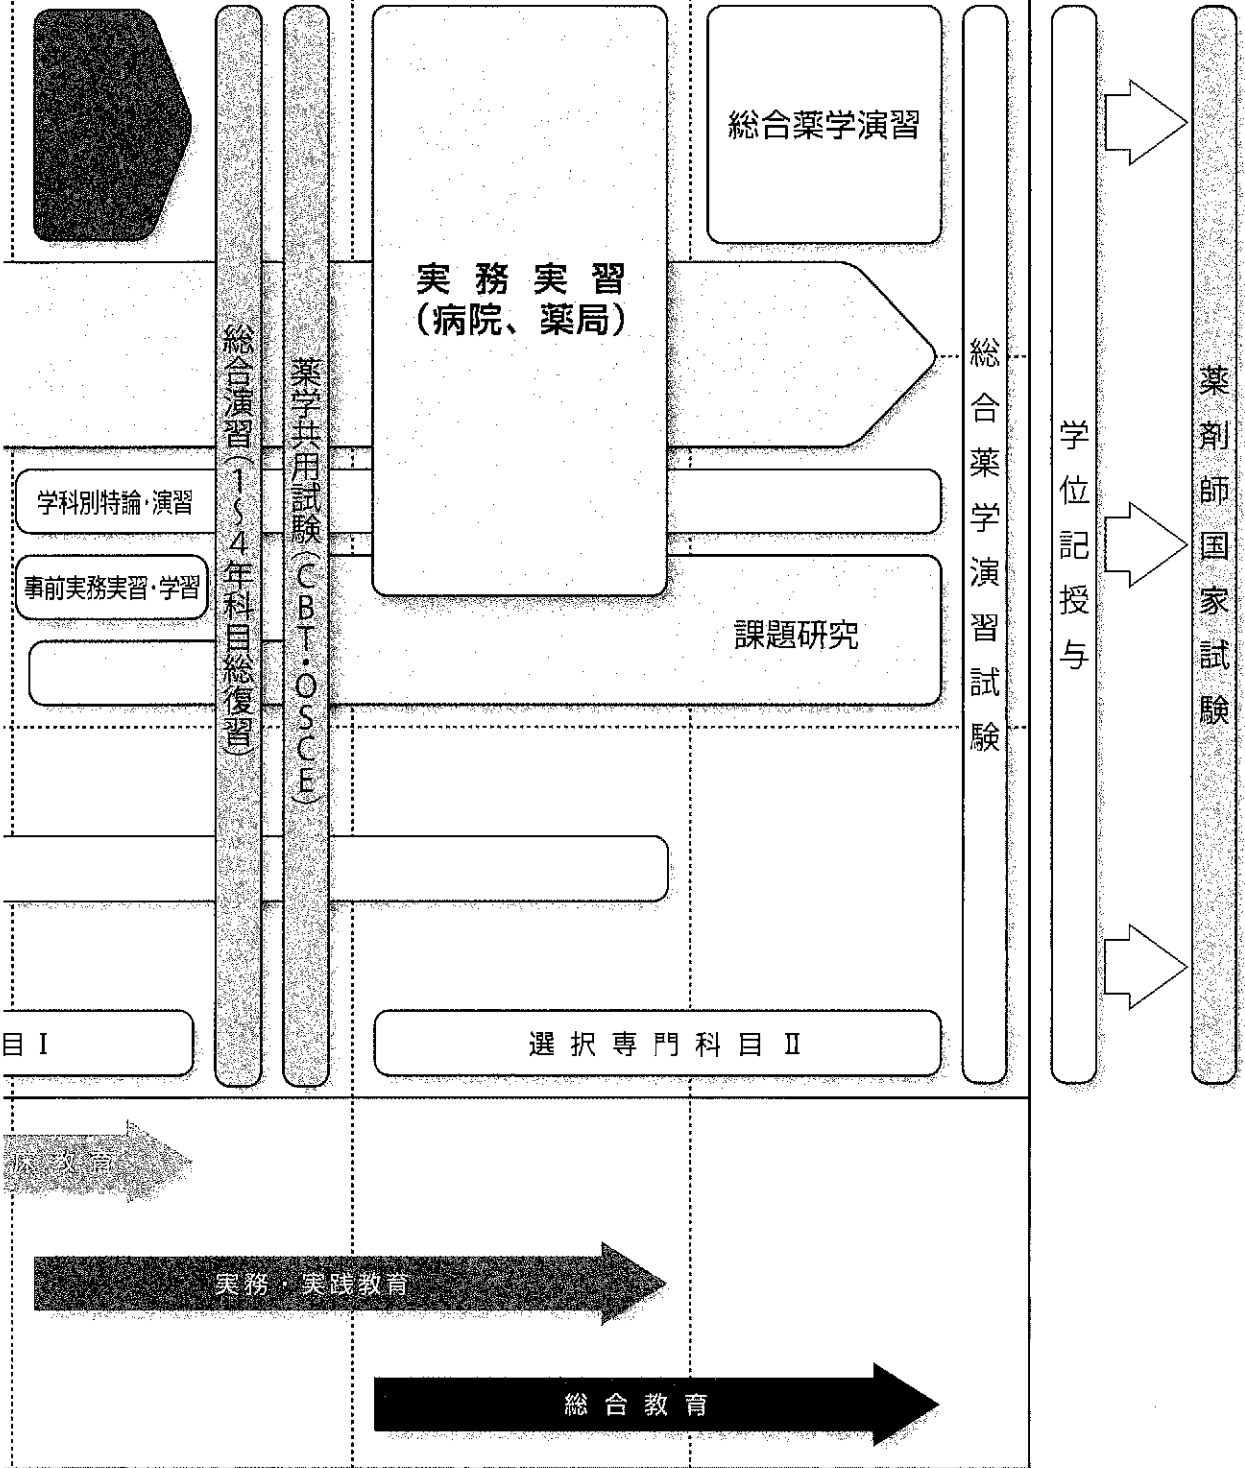 総合薬学演習
実務実習
（病院、薬局）
総合演習（1～4年科目総復習）
薬学共用試験（CBT・OSCE）
総合薬学演習試験
学位記授与
薬剤師国家試験
学科別特論・演習
事前実務実習・学習
課題研究
目 Ⅰ
選択専門科目 Ⅱ
床教育
実務・実践教育
総合教育